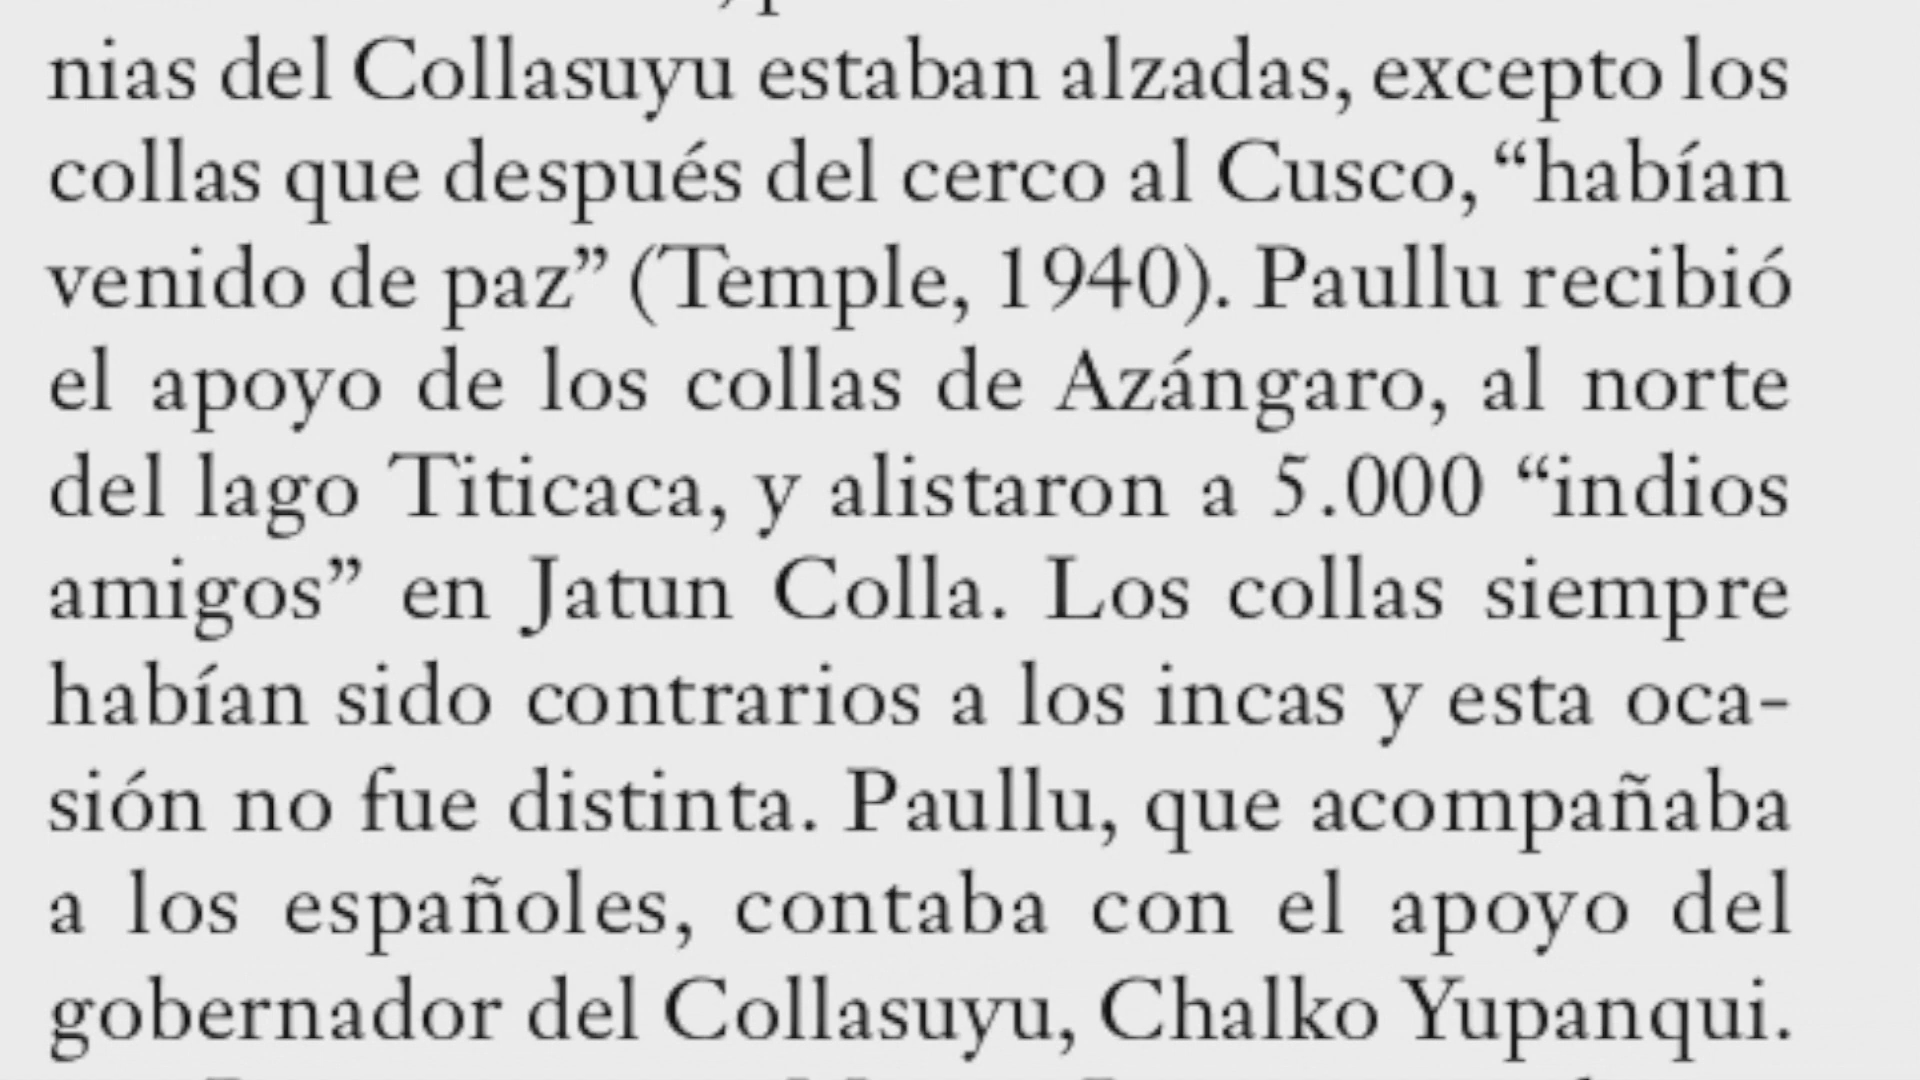 nias del Collasuyu estaban alzadas, excepto los
collas que después del cerco al Cusco, “habían
venido de paz” (Temple, 1940). Paullu recibió
el apoyo de los collas de Azángaro, al norte
del lago Titicaca, y alistaron a 5.000 “indios
amigos” en Jatun Colla. Los collas siempre
habían sido contrarios a los incas y esta oca-
sión no fue distinta. Paullu, que acompañaba
a los españoles, contaba con el apoyo del
gobernador del Collasuyu, Chalko Yupanqui.